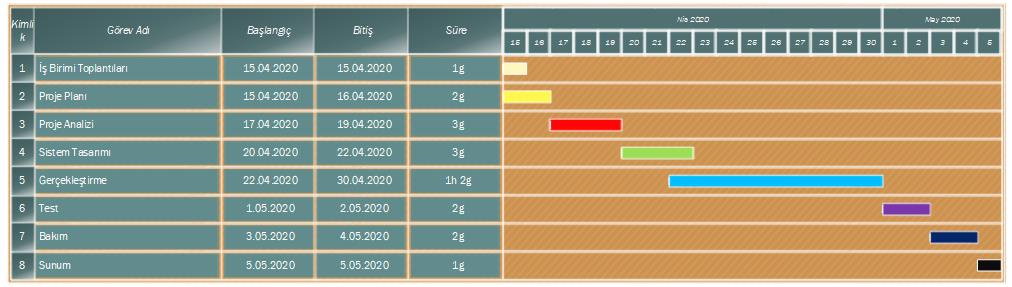 Kimli
k
Görev Adı
Başlangıç
Bitiş
Süre
Nis 2020
May 2020
15 16 17 18 19 20 21 22 23 24 25 26 27 28 29 30 1 2 3 4 5
1 İş Birimi Toplantıları 15.04.2020 15.04.2020 1g
2 Proje Planı 15.04.2020 16.04.2020 2g
3 Proje Analizi 17.04.2020 19.04.2020 3g
4 Sistem Tasarımı 20.04.2020 22.04.2020 3g
5 Gerçekleştirme 22.04.2020 30.04.2020 1h 2g
6 Test 1.05.2020 2.05.2020 2g
7 Bakım 3.05.2020 4.05.2020 2g
8 Sunum 5.05.2020 5.05.2020 1g